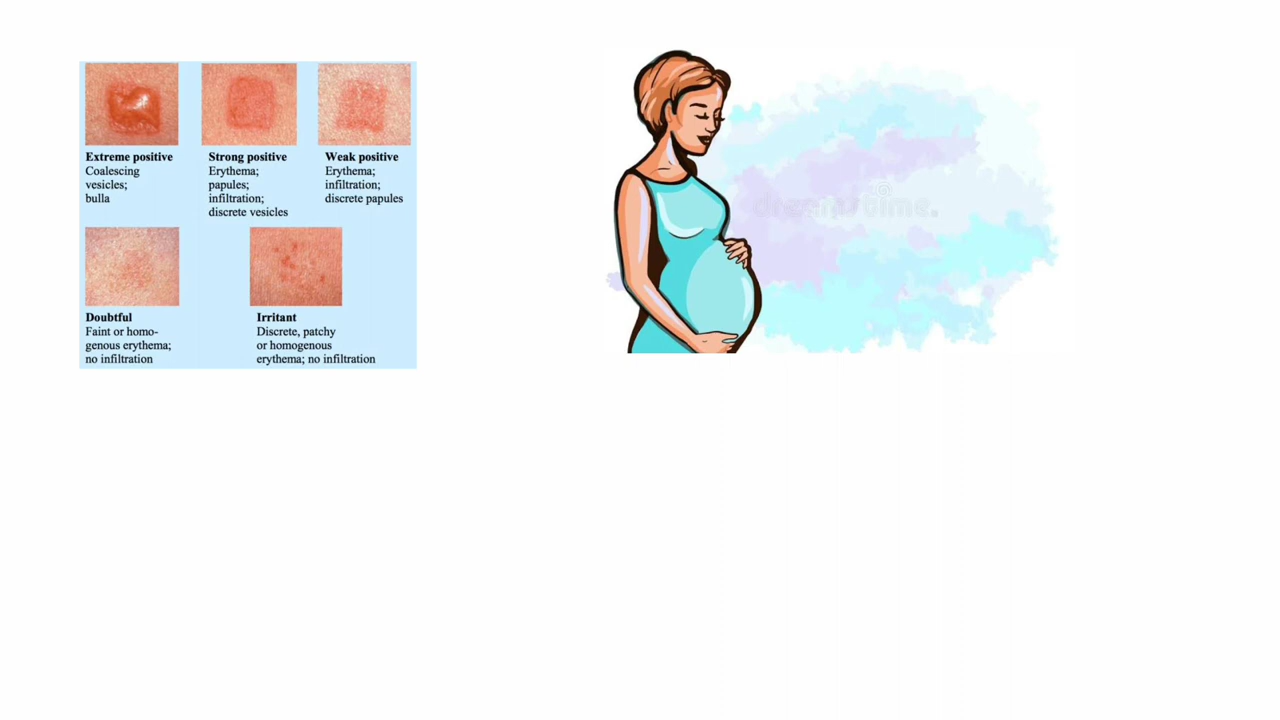 Extreme positive
Coalescing
vesicles;
bulla
Strong positive
Erythema;
papules;
infiltration;
discrete vesicles
Weak positive
Erythema;
infiltration;
discrete papules
Doubtful
Faint or homo-
genous erythema;
no infiltration
Irritant
Discrete, patchy
or homogenous
erythema; no infiltration
dreamstime.